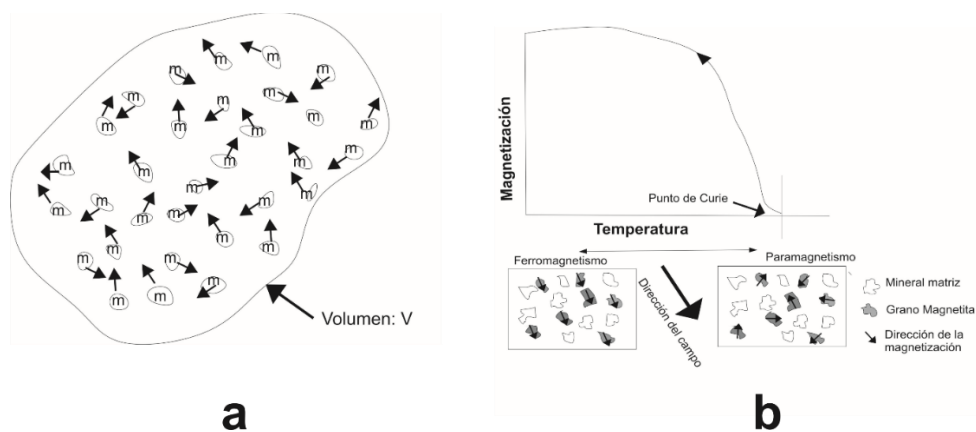 m m m m m m m m m m m m m m m m m m m m m m m m m m m m m m m m
Volumen: V
a
Magnetización
Punto de Curie
Temperatura
Ferromagnetismo
Paramagnetismo
Dirección del campo
Mineral matriz
Grano Magnetita
Dirección de la
magnetización
b